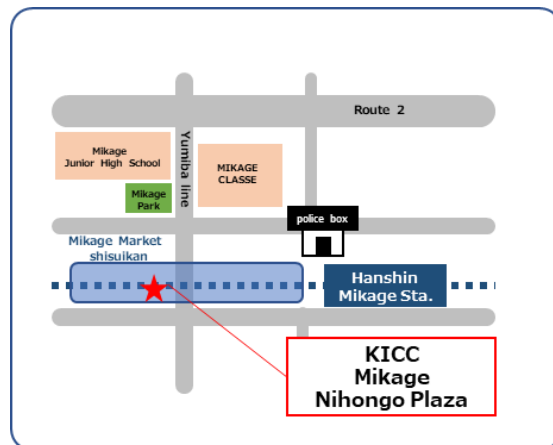 Route 2
Mikage
Junior High School
Yumiba line
MIKAGE
CLASSE
Mikage
Park
police box
Mikage Market
shisuikan
Hanshin
Mikage Sta.
KICC
Mikage
Nihongo Plaza